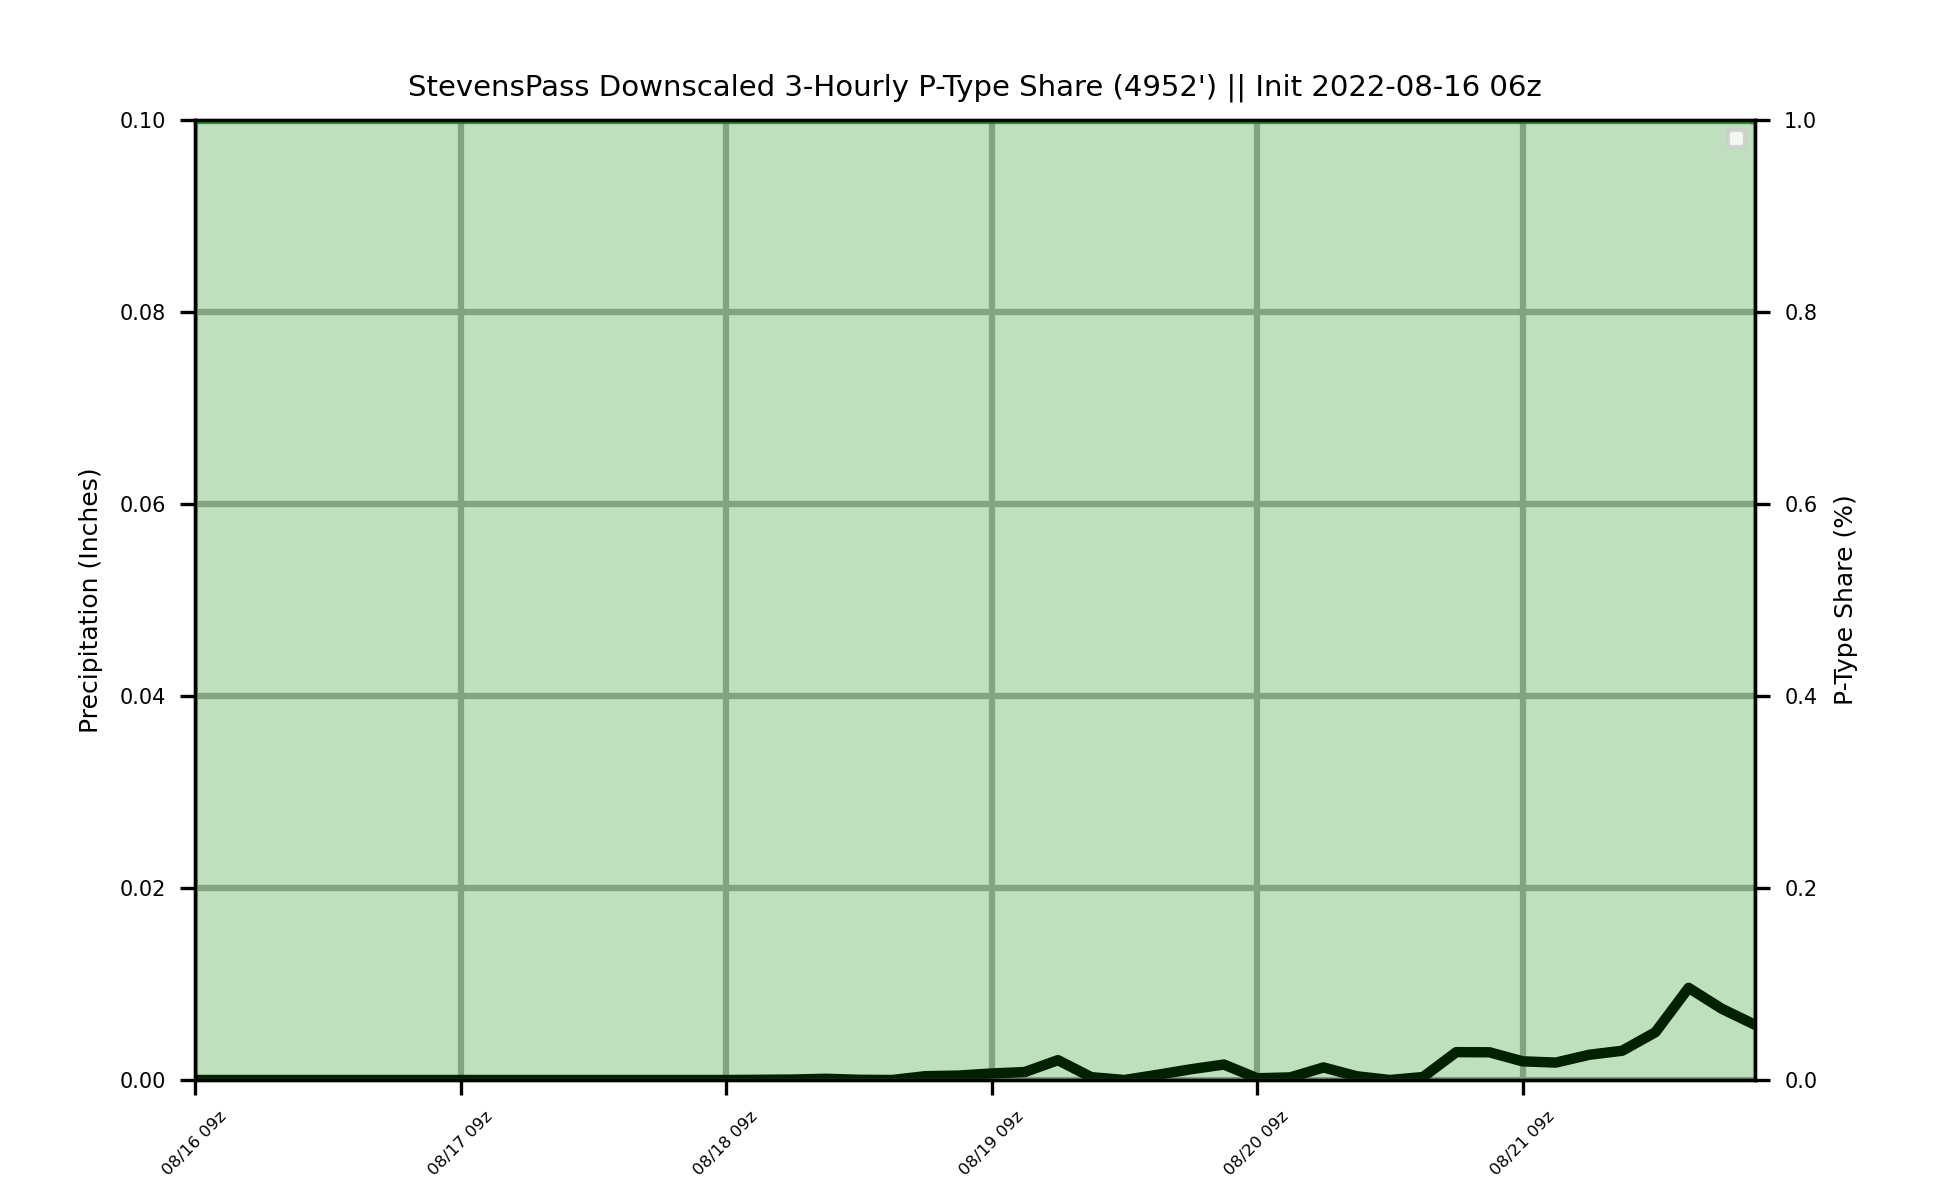 StevensPass Downscaled 3-Hourly P-Type Share (4952') || Init 2022-08-16 06z
0.10
0.08
0.06
0.04
0.02
0.00
Precipitation (Inches)
1.0
0.8
0.6
0.4
0.2
0.0
P-Type Share (%)
08/16 09z
08/17 09z
08/18 09z
08/19 09z
08/20 09z
08/21 09z